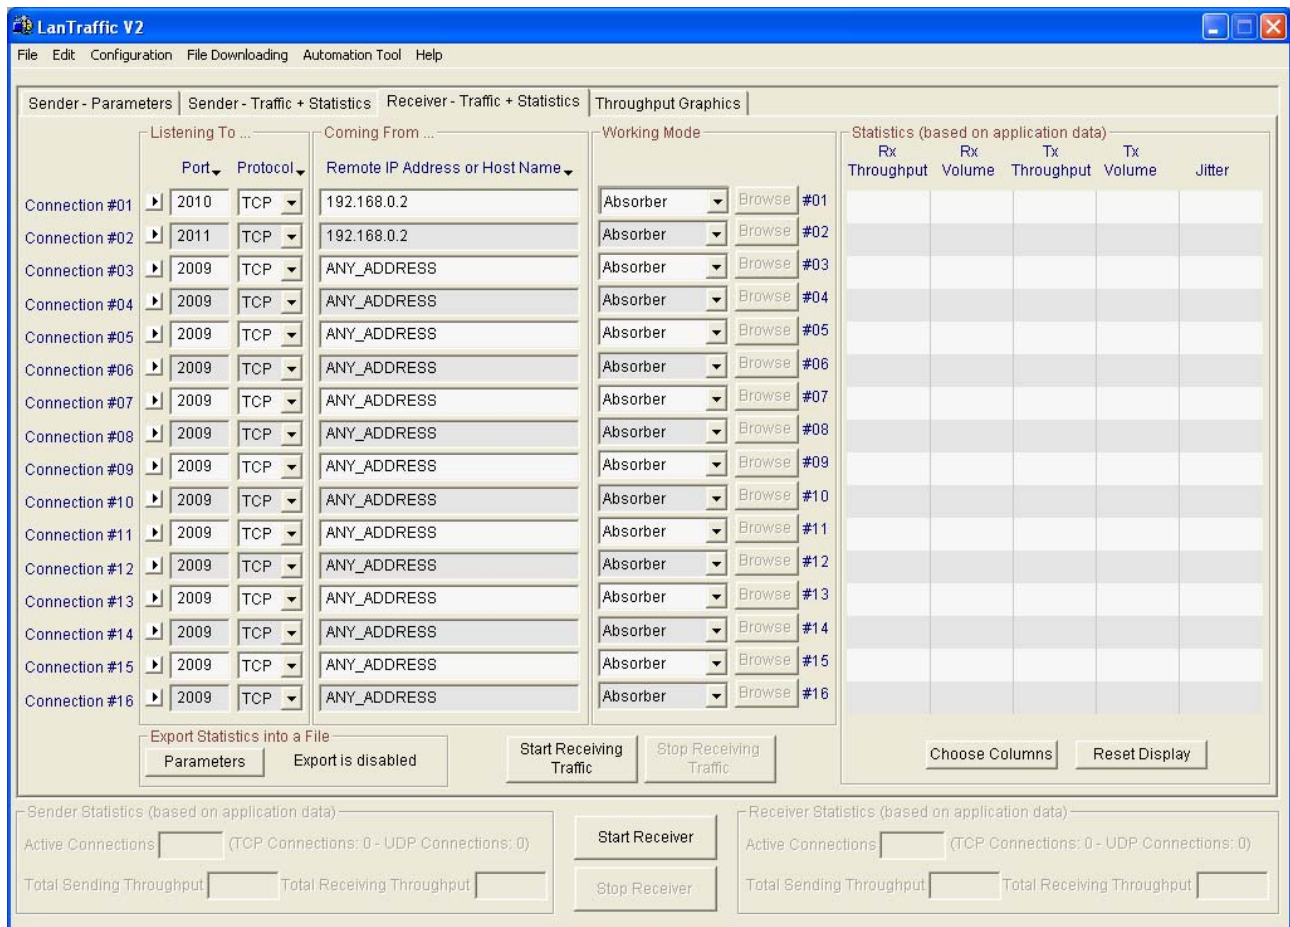 LanTraffic V2
File Edit Configuration File Downloading Automation Tool Help
Sender - Parameters Sender - Traffic + Statistics Receiver - Traffic + Statistics Throughput Graphics
Listening To ... Coming From ... Working Mode Statistics (based on application data)
Rx Rx Tx Tx
Port Protocol Remote IP Address or Host Name Throughput Volume Throughput Volume Jitter
Connection #01 2010 TCP 192.168.0.2 Absorber Browse #01
Connection #02 2011 TCP 192.168.0.2 Absorber Browse #02
Connection #03 2009 TCP ANY_ADDRESS Absorber Browse #03
Connection #04 2009 TCP ANY_ADDRESS Absorber Browse #04
Connection #05 2009 TCP ANY_ADDRESS Absorber Browse #05
Connection #06 2009 TCP ANY_ADDRESS Absorber Browse #06
Connection #07 2009 TCP ANY_ADDRESS Absorber Browse #07
Connection #08 2009 TCP ANY_ADDRESS Absorber Browse #08
Connection #09 2009 TCP ANY_ADDRESS Absorber Browse #09
Connection #10 2009 TCP ANY_ADDRESS Absorber Browse #10
Connection #11 2009 TCP ANY_ADDRESS Absorber Browse #11
Connection #12 2009 TCP ANY_ADDRESS Absorber Browse #12
Connection #13 2009 TCP ANY_ADDRESS Absorber Browse #13
Connection #14 2009 TCP ANY_ADDRESS Absorber Browse #14
Connection #15 2009 TCP ANY_ADDRESS Absorber Browse #15
Connection #16 2009 TCP ANY_ADDRESS Absorber Browse #16
Export Statistics into a File
Parameters Export is disabled
Start Receiving
Traffic
Stop Receiving
Traffic
Choose Columns Reset Display
Sender Statistics (based on application data)
Active Connections (TCP Connections: 0 - UDP Connections: 0)
Total Sending Throughput Total Receiving Throughput
Start Receiver
Stop Receiver
Receiver Statistics (based on application data)
Active Connections (TCP Connections: 0 - UDP Connections: 0)
Total Sending Throughput Total Receiving Throughput